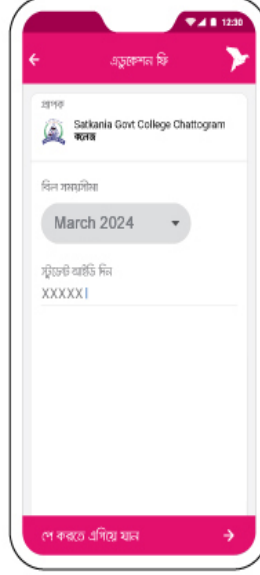 12:30
এডুকেশন ফি
প্রাপক
Satkania Govt College Chattogram
কলেজ
বিল সময়সীমা
March 2024
স্টুডেন্ট আইডি দিন
XXXXX
পে করতে এগিয়ে যান